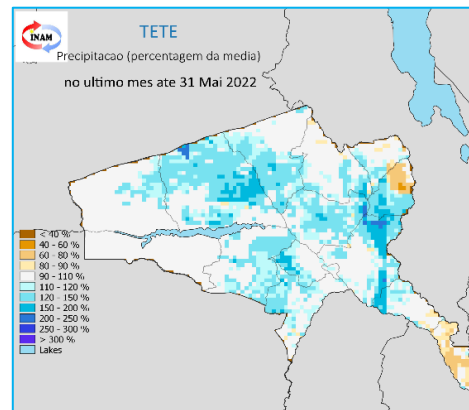 INAM
TETE
Precipitacao (percentagem da media)
no ultimo mes ate 31 Mai 2022
< 40 %
40 - 60 %
60 - 80 %
80 - 90 %
90 - 110 %
110 - 120 %
120 - 150 %
150 - 200 %
200 - 250 %
250 - 300 %
> 300 %
Lakes